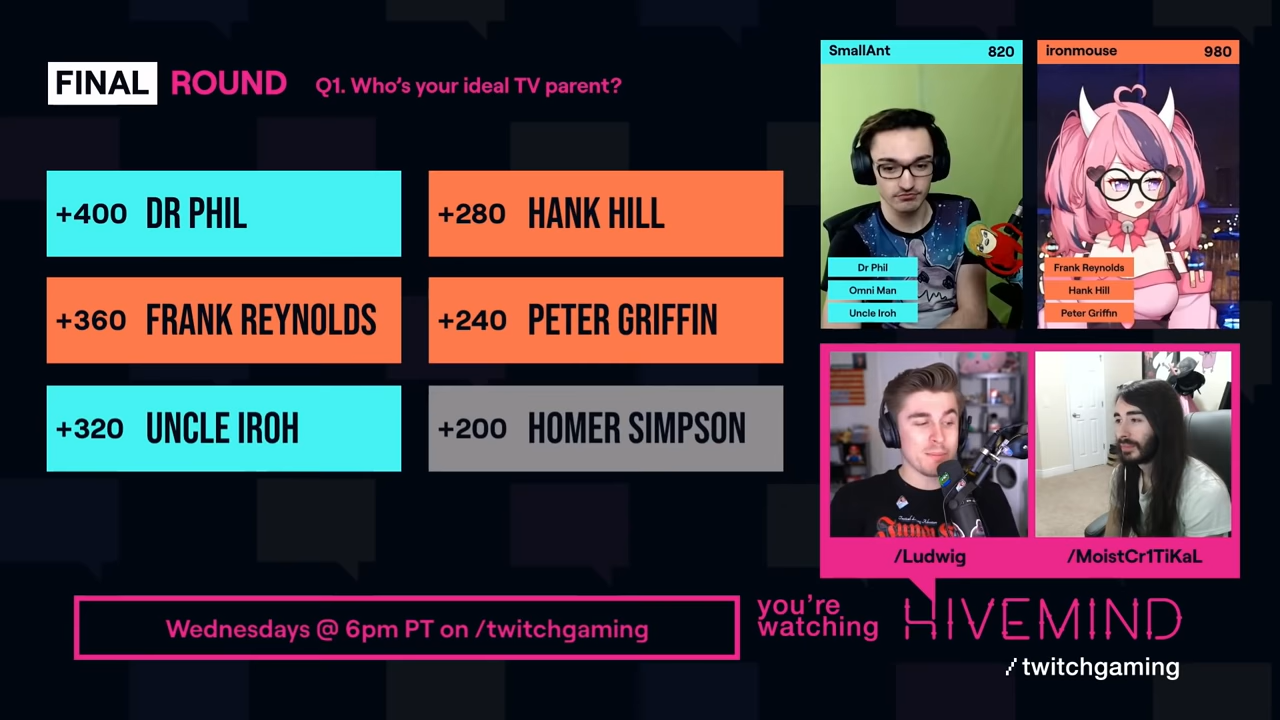 FINAL ROUND Q1. Who's your ideal TV parent?
+400 DR PHIL
+280 HANK HILL
+360 FRANK REYNOLDS
+240 PETER GRIFFIN
+320 UNCLE IROH
+200 HOMER SIMPSON
SmallAnt 820
Dr Phil
Omni Man
Uncle Iroh
ironmouse 980
Frank Reynolds
Hank Hill
Peter Griffin
/Ludwig
/MoistCr1TiKaL
Wednesdays @ 6pm PT on /twitchgaming
you're
watching
HIVEMIND
/twitchgaming